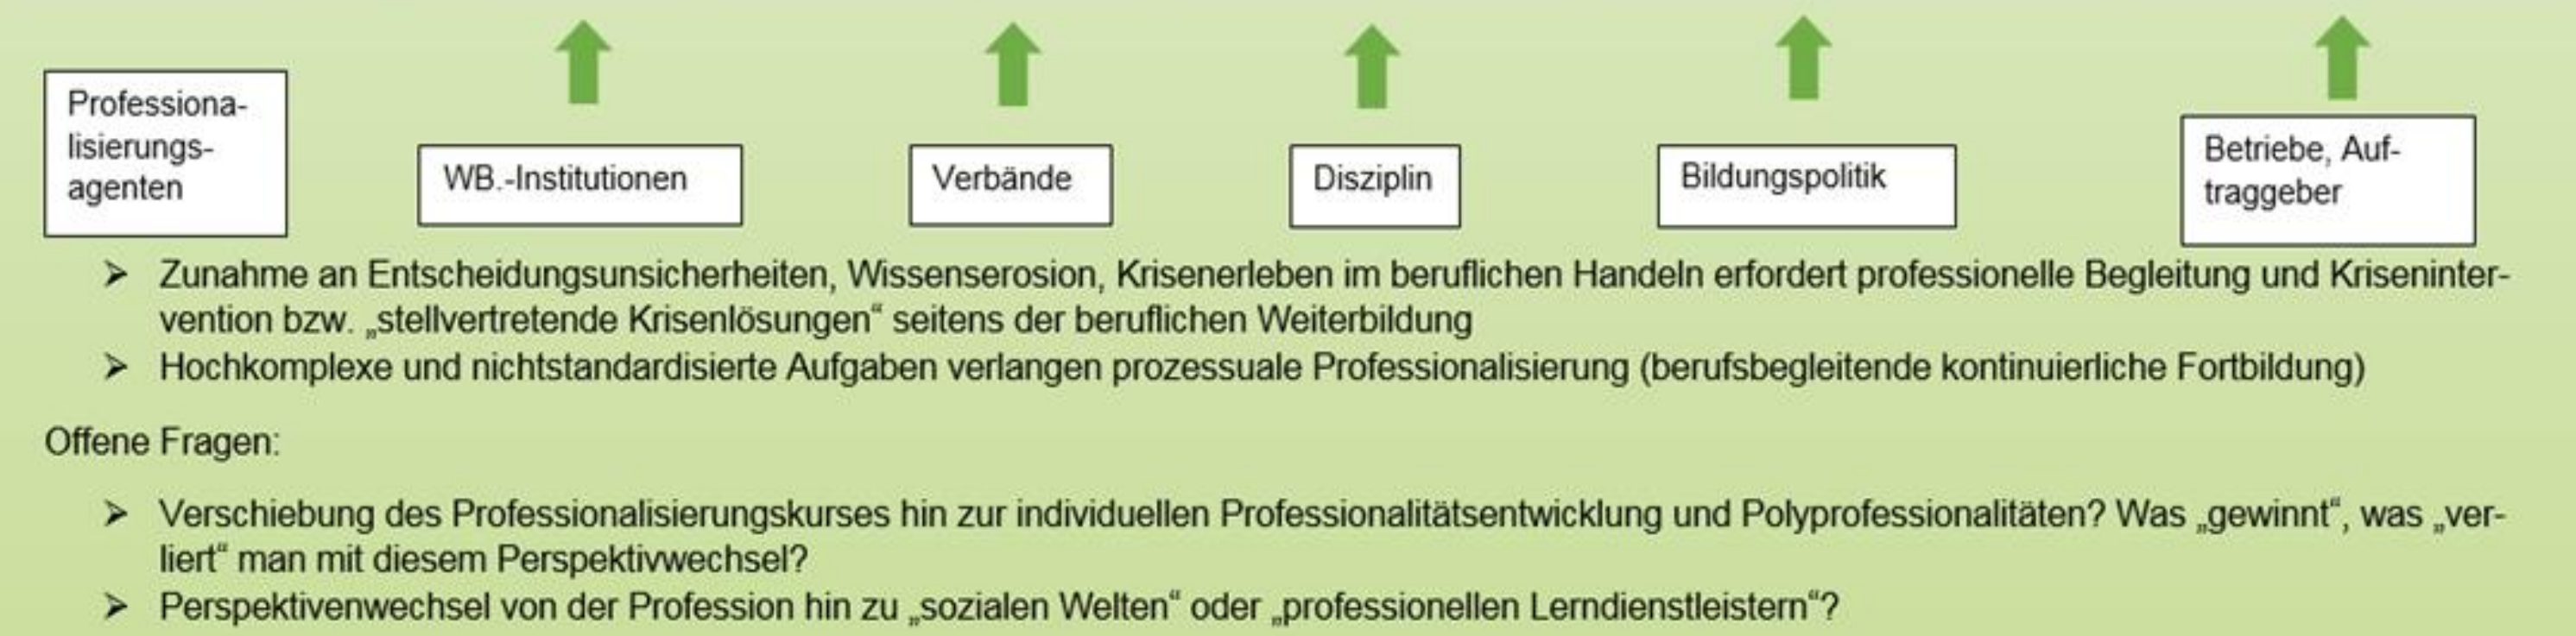 Professiona-
lisierungs-
agenten
WB.-Institutionen
Verbände
Disziplin
Bildungspolitik
Betriebe, Auf-
traggeber
➢ Zunahme an Entscheidungsunsicherheiten, Wissenserosion, Krisenerleben im beruflichen Handeln erfordert professionelle Begleitung und Kriseninter-
vention bzw. „stellvertretende Krisenlösungen“ seitens der beruflichen Weiterbildung
➢ Hochkomplexe und nichtstandardisierte Aufgaben verlangen prozessuale Professionalisierung (berufsbegleitende kontinuierliche Fortbildung)
Offene Fragen:
➢ Verschiebung des Professionalisierungskurses hin zur individuellen Professionalitätsentwicklung und Polyprofessionalitäten? Was „gewinnt“, was „ver-
liert“ man mit diesem Perspektivwechsel?
➢ Perspektivenwechsel von der Profession hin zu „sozialen Welten“ oder „professionellen Lerndienstleistern“?